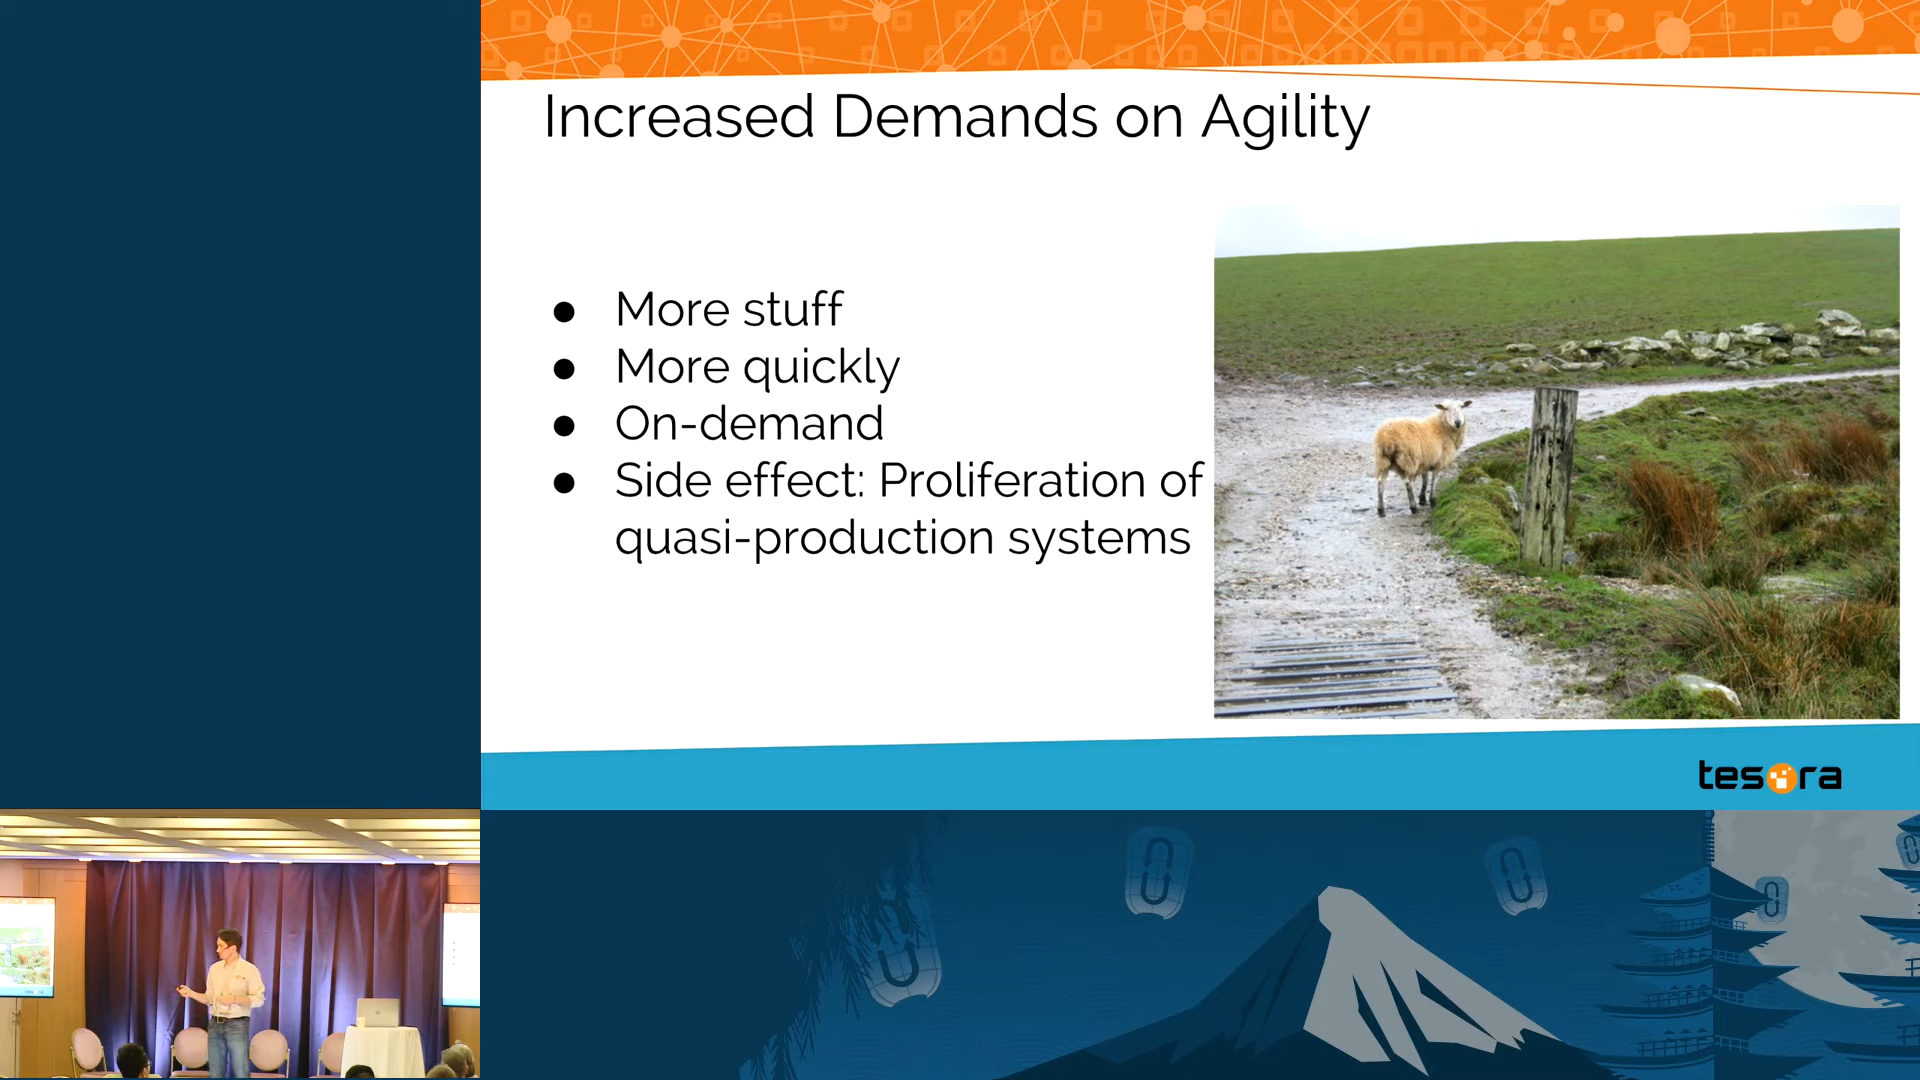 Increased Demands on Agility
● More stuff
● More quickly
● On-demand
● Side effect: Proliferation of
quasi-production systems
tesora